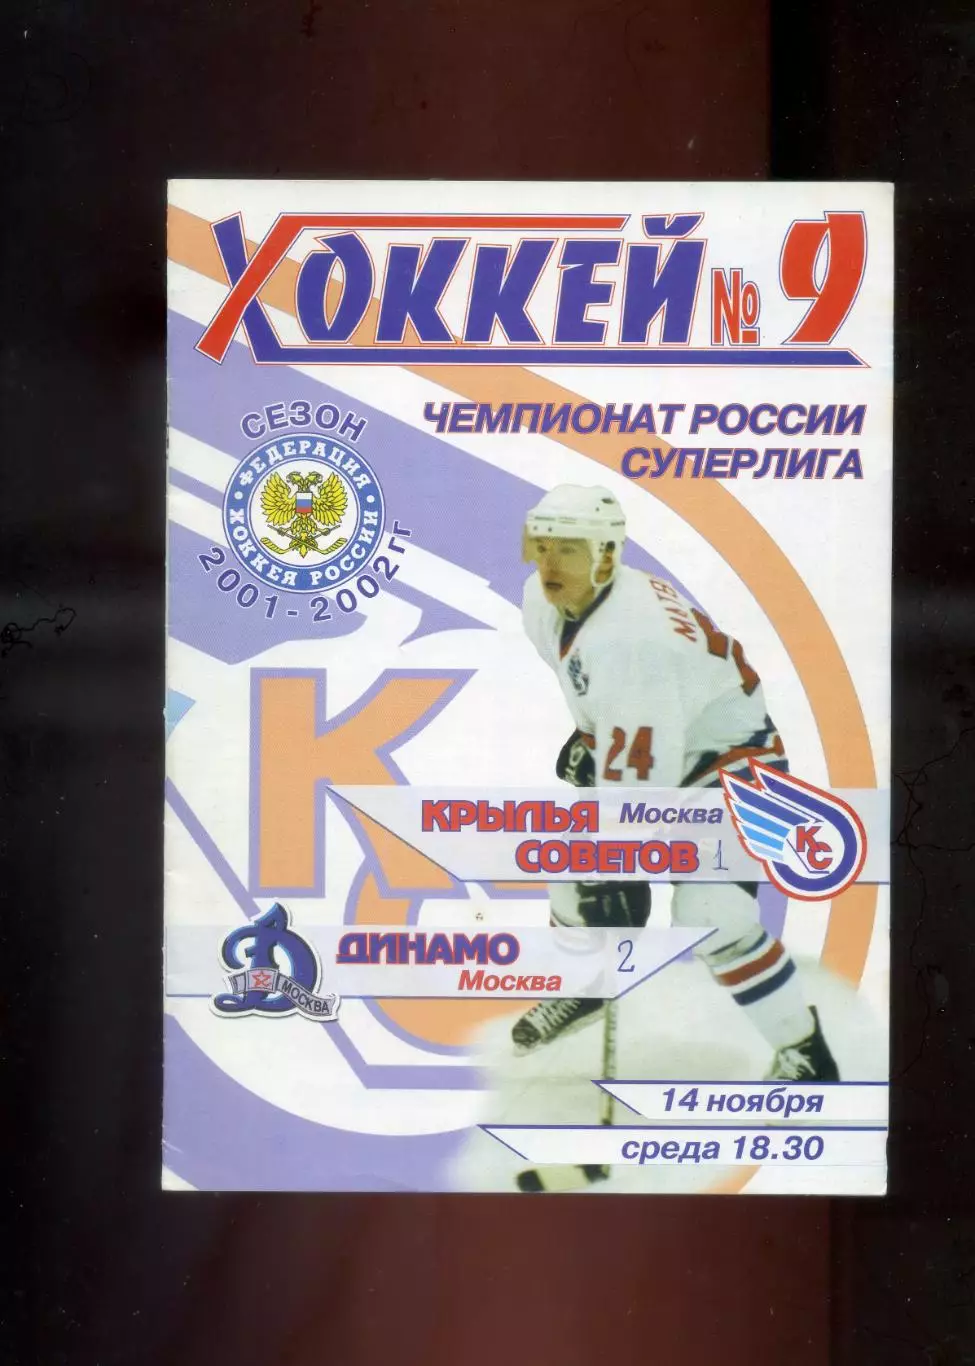 ХОККЕЙ № 9
СЕЗОН
ФЕДЕРАЦИЯ
ХОККЕЯ РОССИИ
2001-2002гг
ЧЕМПИОНАТ РОССИИ
СУПЕРЛИГА
24
КРЫЛЬЯ Москва
СОВЕТОВ 1
КС
ДИНАМО 2
Москва
Д
МОСКВА
14 ноября
среда 18.30